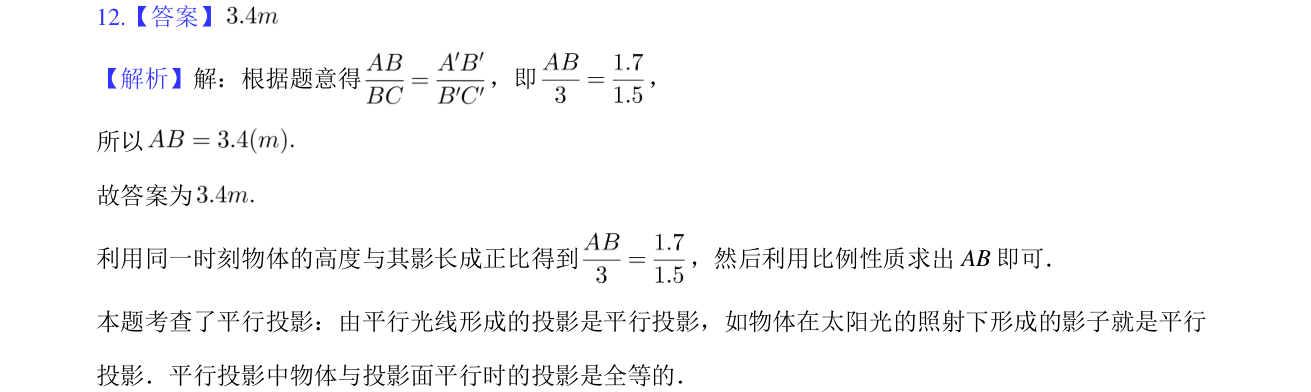 12.【答案】3.4m
【解析】解：根据题意得 AB/BC = A′B′/B′C′，即 AB/3 = 1.7/1.5，
所以 AB = 3.4(m).
故答案为3.4m.
利用同一时刻物体的高度与其影长成正比得到 AB/3 = 1.7/1.5，然后利用比例性质求出 AB 即可．
本题考查了平行投影：由平行光线形成的投影是平行投影，如物体在太阳光的照射下形成的影子就是平行
投影．平行投影中物体与投影面平行时的投影是全等的．